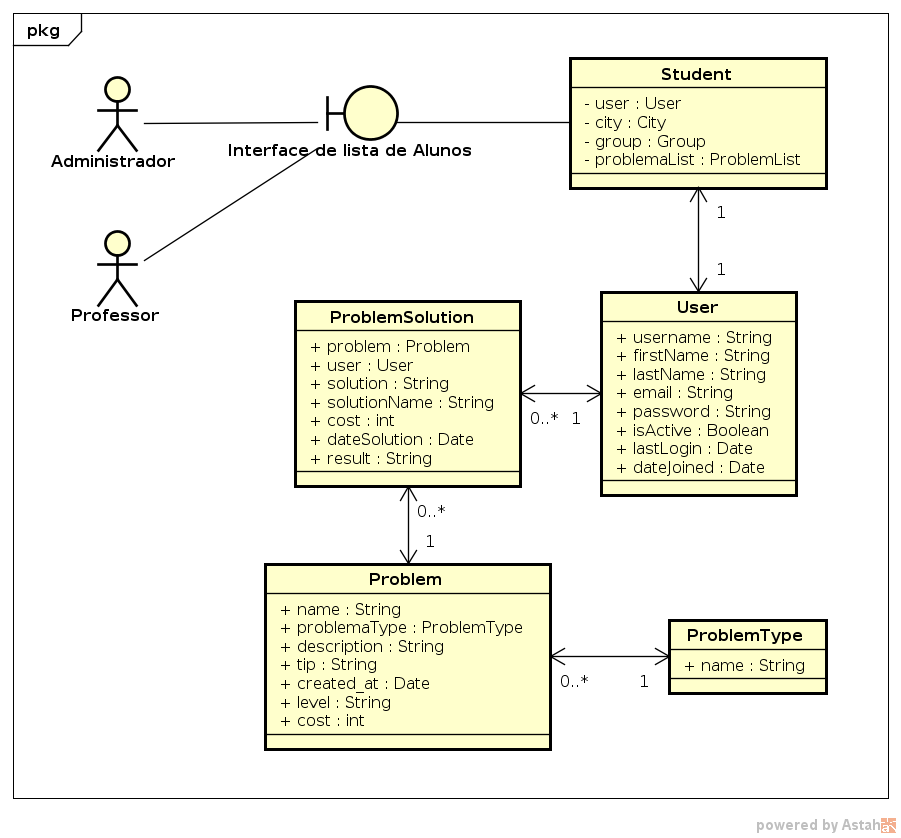 pkg
Administrador
Interface de lista de Alunos
Professor
Student
- user : User
- city : City
- group : Group
- problemaList : ProblemList
1
1
User
+ username : String
+ firstName : String
+ lastName : String
+ email : String
+ password : String
+ isActive : Boolean
+ lastLogin : Date
+ dateJoined : Date
ProblemSolution
+ problem : Problem
+ user : User
+ solution : String
+ solutionName : String
+ cost : int
+ dateSolution : Date
+ result : String
0..* 1
0..*
1
Problem
+ name : String
+ problemaType : ProblemType
+ description : String
+ tip : String
+ created_at : Date
+ level : String
+ cost : int
0..* 1
ProblemType
+ name : String
powered by Astah